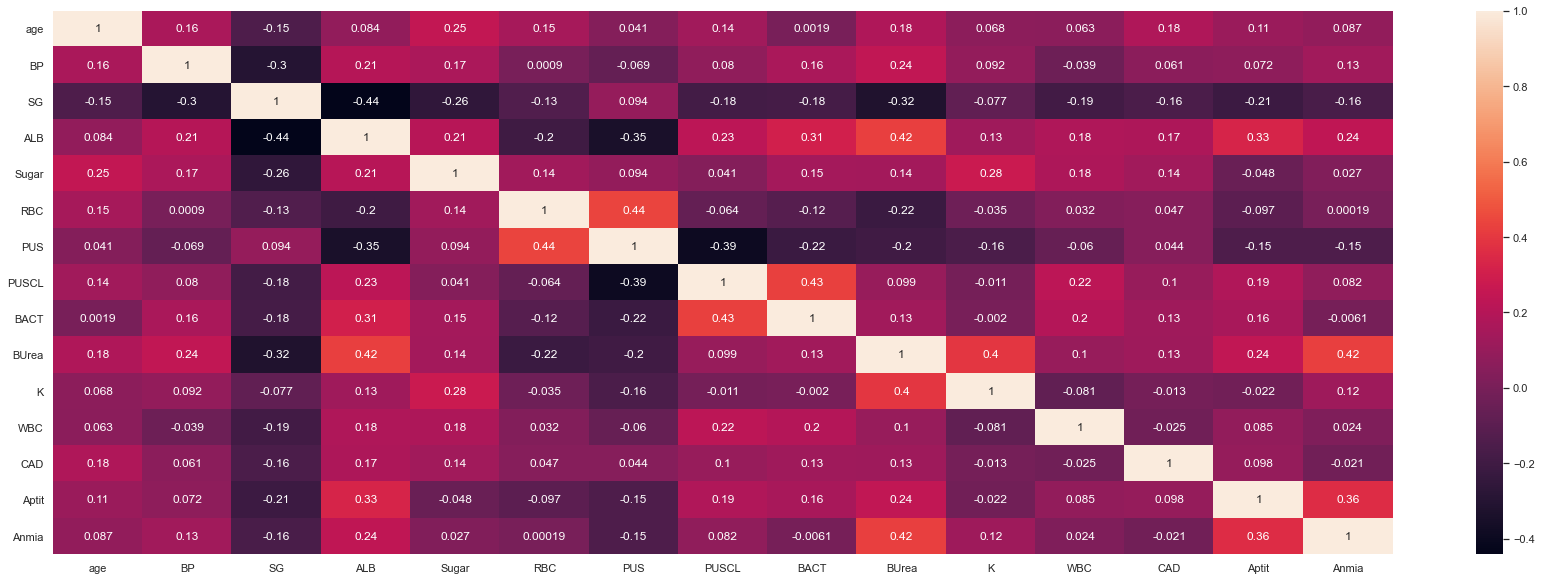 age 1 0.16 -0.15 0.084 0.25 0.15 0.041 0.14 0.0019 0.18 0.068 0.063 0.18 0.11 0.087
BP 0.16 1 -0.3 0.21 0.17 0.0009 -0.069 0.08 0.16 0.24 0.092 -0.039 0.061 0.072 0.13
SG -0.15 -0.3 1 -0.44 -0.26 -0.13 0.094 -0.18 -0.18 -0.32 -0.077 -0.19 -0.16 -0.21 -0.16
ALB 0.084 0.21 -0.44 1 0.21 -0.2 -0.35 0.23 0.31 0.42 0.13 0.18 0.17 0.33 0.24
Sugar 0.25 0.17 -0.26 0.21 1 0.14 0.094 0.041 0.15 0.14 0.28 0.18 0.14 -0.048 0.027
RBC 0.15 0.0009 -0.13 -0.2 0.14 1 0.44 -0.064 -0.12 -0.22 -0.035 0.032 0.047 -0.097 0.00019
PUS 0.041 -0.069 0.094 -0.35 0.094 0.44 1 -0.39 -0.22 -0.2 -0.16 -0.06 0.044 -0.15 -0.15
PUSCL 0.14 0.08 -0.18 0.23 0.041 -0.064 -0.39 1 0.43 0.099 -0.011 0.22 0.1 0.19 0.082
BACT 0.0019 0.16 -0.18 0.31 0.15 -0.12 -0.22 0.43 1 0.13 -0.002 0.2 0.13 0.16 -0.0061
BUrea 0.18 0.24 -0.32 0.42 0.14 -0.22 -0.2 0.099 0.13 1 0.4 0.1 0.13 0.24 0.42
K 0.068 0.092 -0.077 0.13 0.28 -0.035 -0.16 -0.011 -0.002 0.4 1 -0.081 -0.013 -0.022 0.12
WBC 0.063 -0.039 -0.19 0.18 0.18 0.032 -0.06 0.22 0.2 0.1 -0.081 1 -0.025 0.085 0.024
CAD 0.18 0.061 -0.16 0.17 0.14 0.047 0.044 0.1 0.13 0.13 -0.013 -0.025 1 0.098 -0.021
Aptit 0.11 0.072 -0.21 0.33 -0.048 -0.097 -0.15 0.19 0.16 0.24 -0.022 0.085 0.098 1 0.36
Anmia 0.087 0.13 -0.16 0.24 0.027 0.00019 -0.15 0.082 -0.0061 0.42 0.12 0.024 -0.021 0.36 1
age BP SG ALB Sugar RBC PUS PUSCL BACT BUrea K WBC CAD Aptit Anmia
1.0
0.8
0.6
0.4
0.2
0.0
−0.2
−0.4